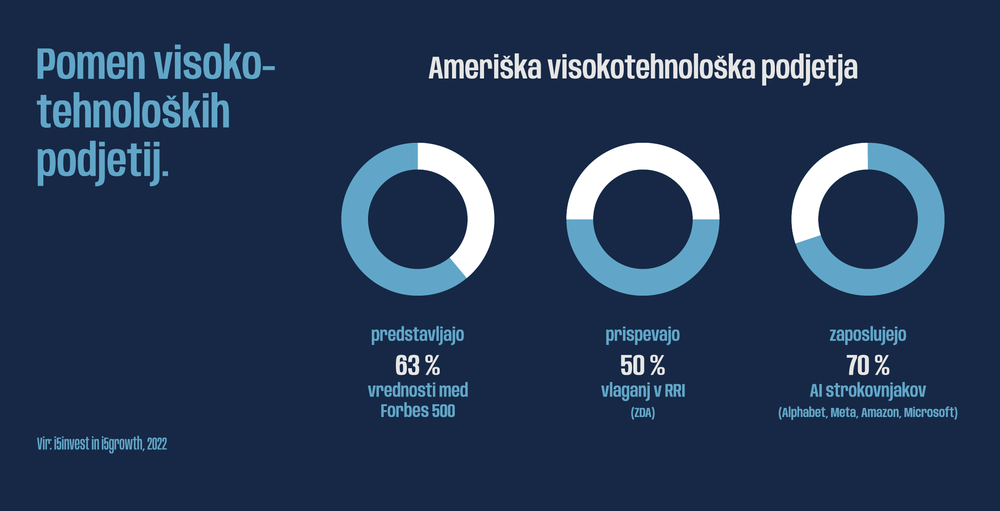 Pomen visoko-
tehnoloških
podjetij.
Ameriška visokotehnološka podjetja
predstavljajo
63 %
vrednosti med
Forbes 500
prispevajo
50 %
vlaganj v RRI
(ZDA)
zaposlujejo
70 %
AI strokovnjakov
(Alphabet, Meta, Amazon, Microsoft)
Vir: i5invest in i5growth, 2022